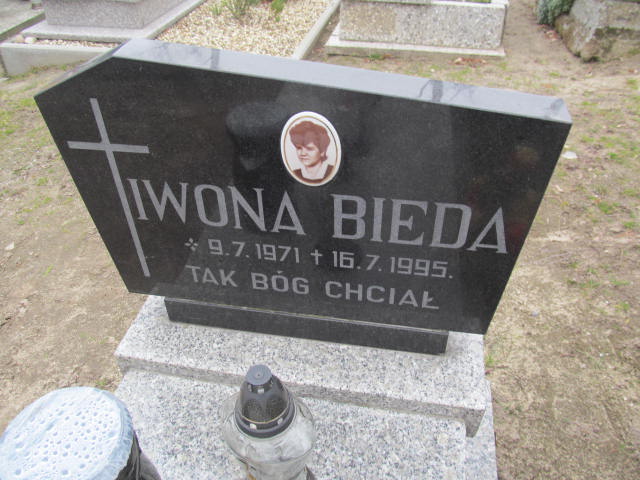 IWONA BIEDA
* 9.7.1971 † 16.7.1995.
TAK BÓG CHCIAŁ